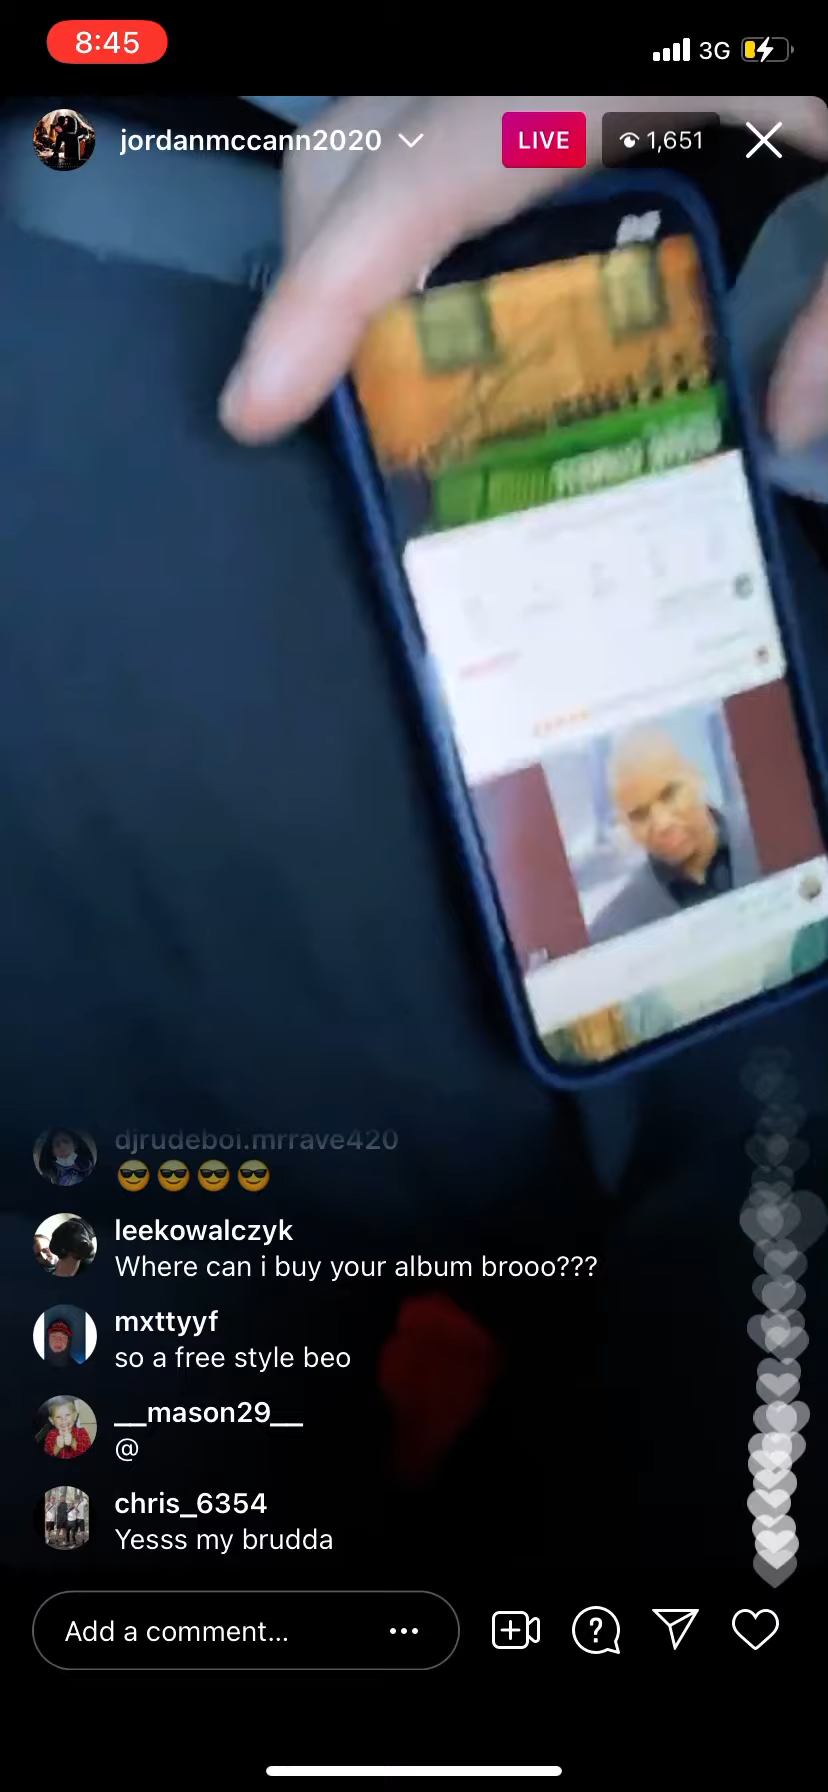 8:45
3G
jordanmccann2020
LIVE
1,651
djrudeboi.mrrave420
😎😎😎😎
leekowalczyk
Where can i buy your album brooo???
mxttyyf
so a free style beo
__mason29__
@
chris_6354
Yesss my brudda
Add a comment...